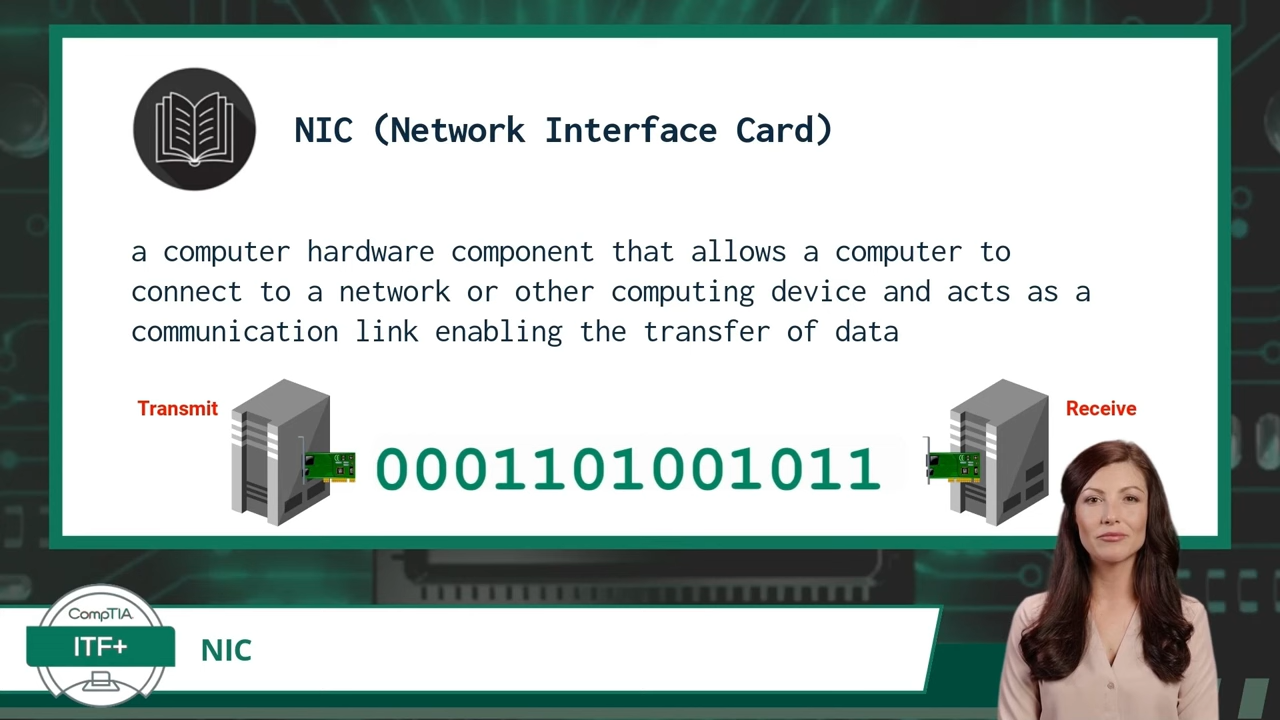 NIC (Network Interface Card)
a computer hardware component that allows a computer to
connect to a network or other computing device and acts as a
communication link enabling the transfer of data
Transmit
Receive
0001101001011
CompTIA
ITF+
NIC